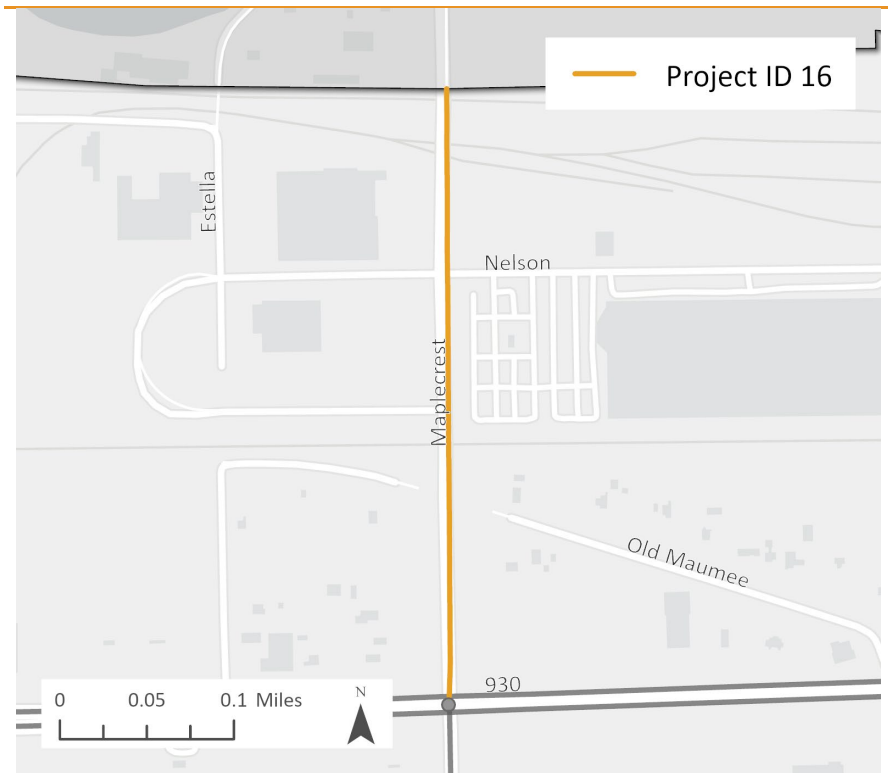 Project ID 16
Estella
Nelson
Maplecrest
Old Maumee
930
0 0.05 0.1 Miles
N